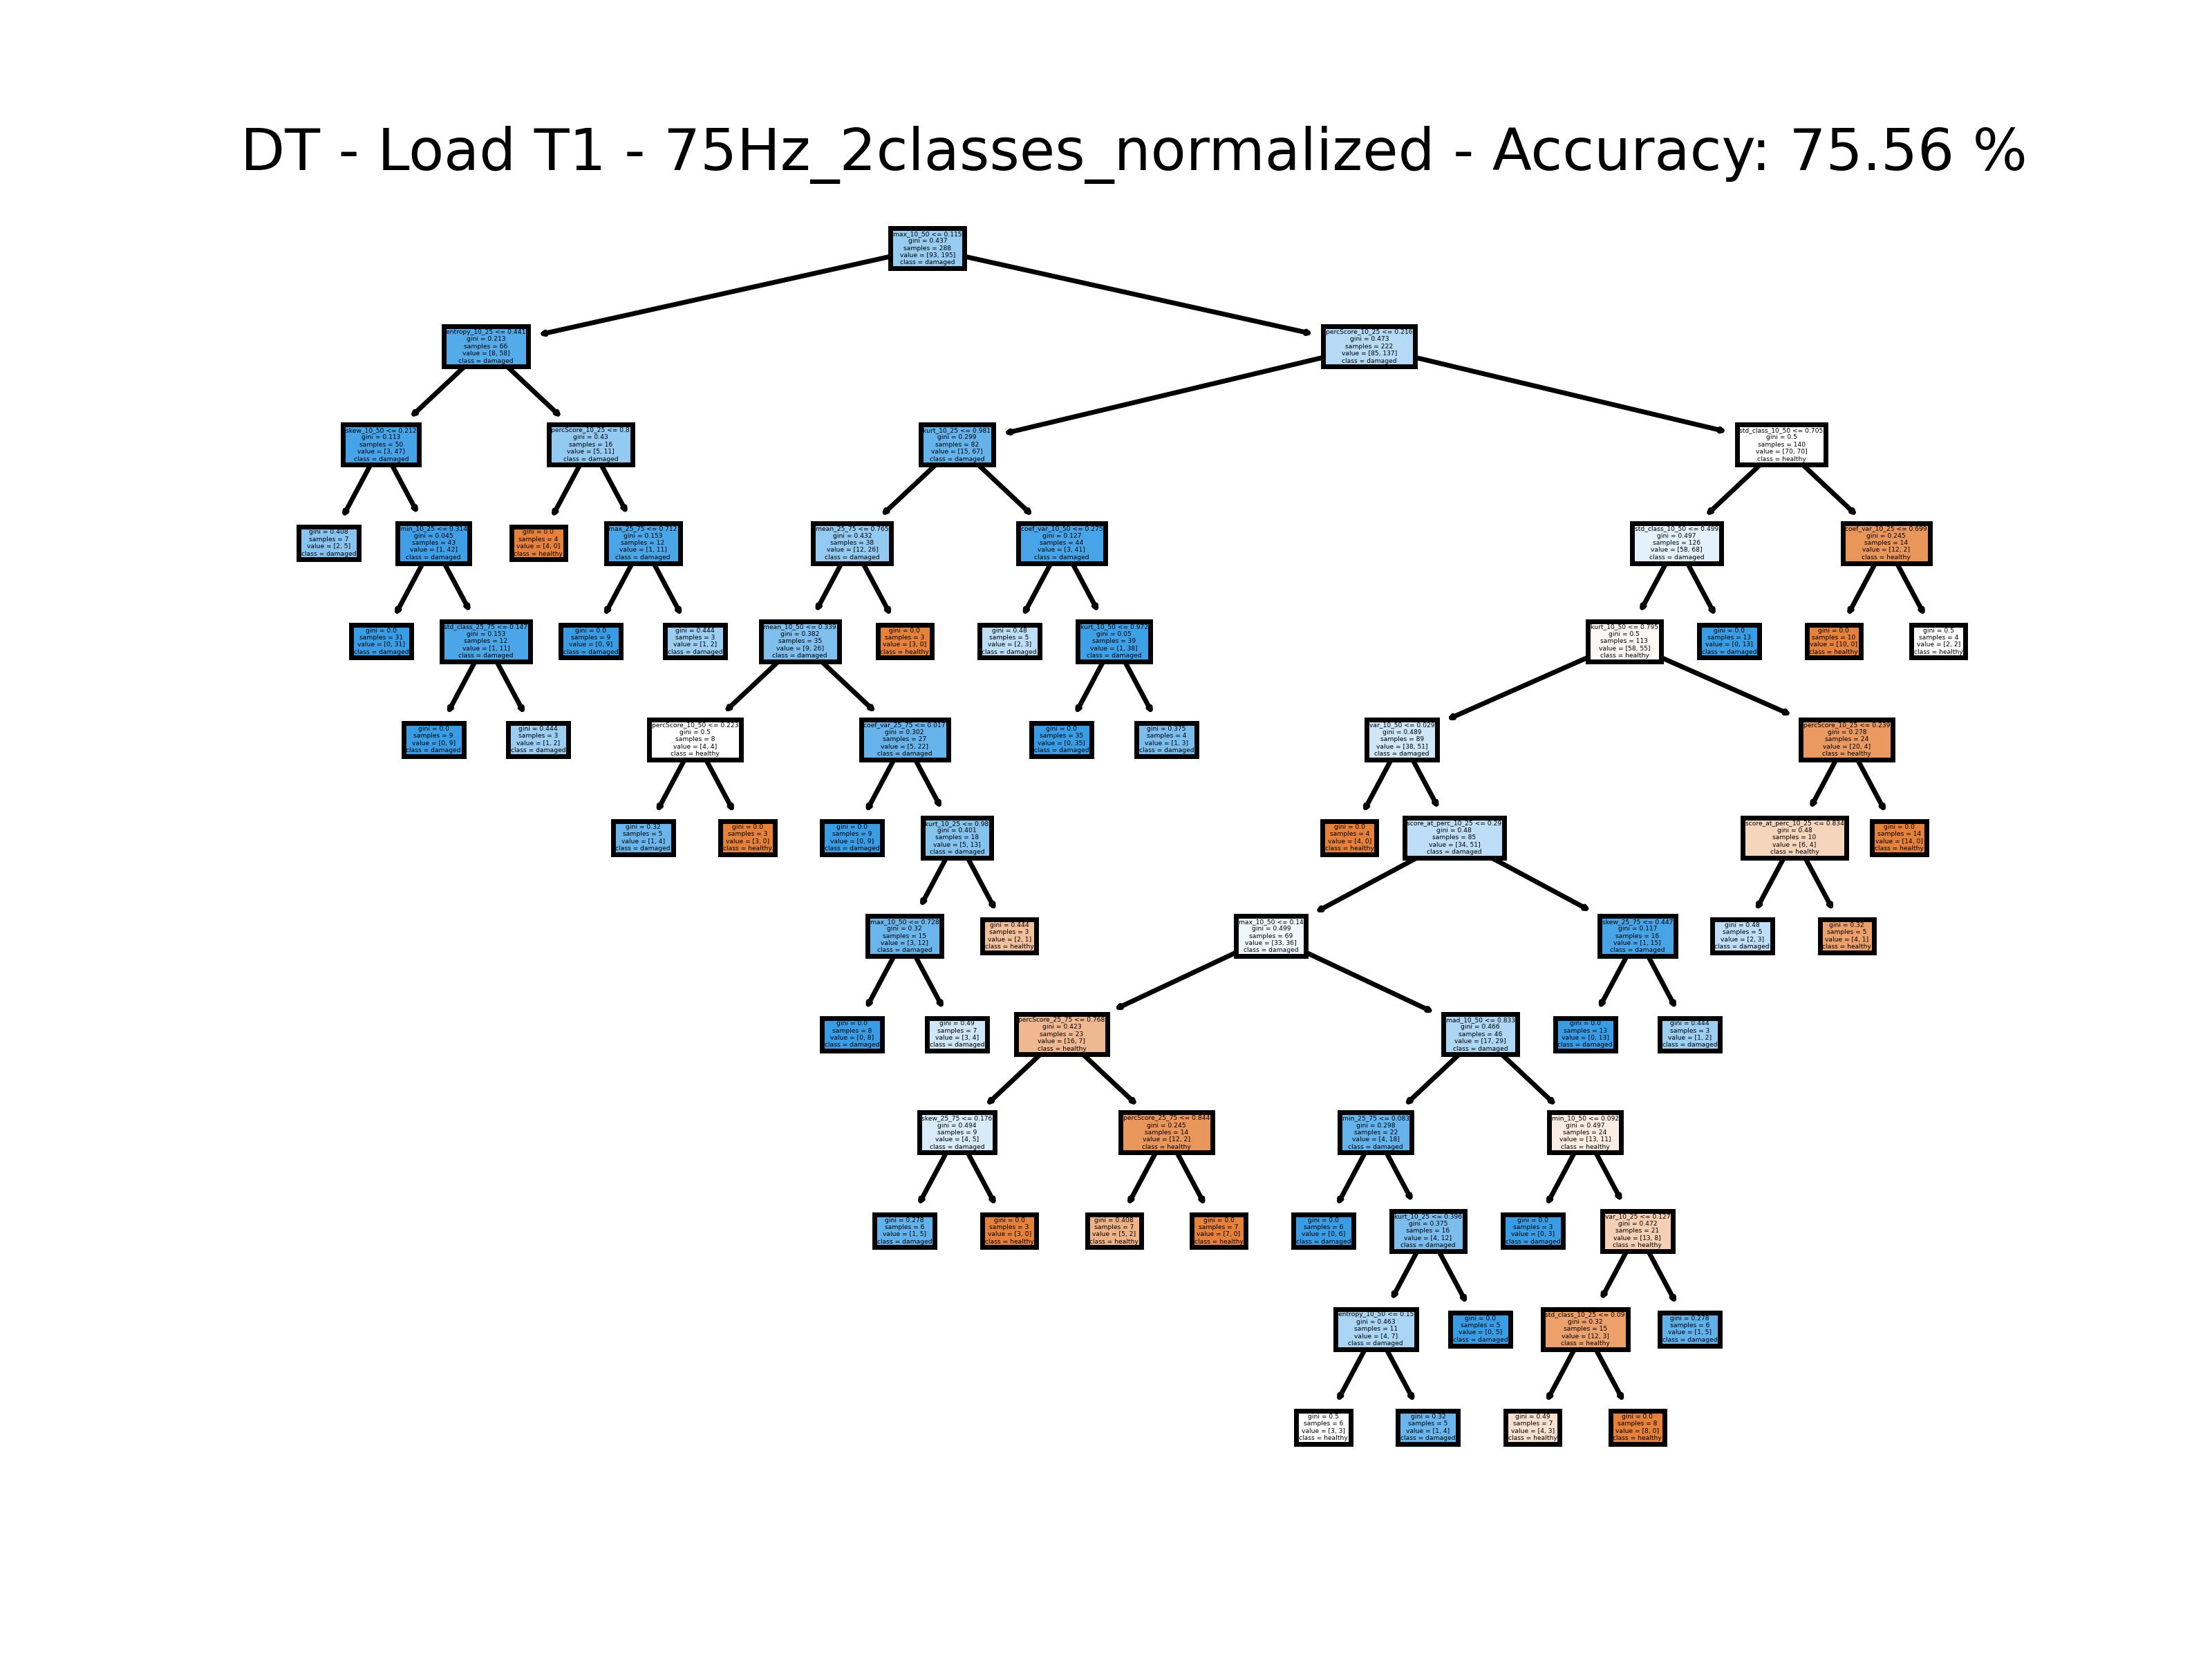 DT - Load T1 - 75Hz_2classes_normalized - Accuracy: 75.56 %
max_10_50 <= 0.115
gini = 0.437
samples = 288
value = [93, 195]
class = damaged
entropy_10_25 <= 0.441
gini = 0.213
samples = 66
value = [8, 58]
class = damaged
percScore_10_25 <= 0.216
gini = 0.473
samples = 222
value = [85, 137]
class = damaged
skew_10_50 <= 0.212
gini = 0.113
samples = 50
value = [3, 47]
class = damaged
percScore_10_25 <= 0.8
gini = 0.43
samples = 16
value = [5, 11]
class = damaged
kurt_10_25 <= 0.981
gini = 0.299
samples = 82
value = [15, 67]
class = damaged
std_class_10_50 <= 0.705
gini = 0.5
samples = 140
value = [70, 70]
class = healthy
gini = 0.408
samples = 7
value = [2, 5]
class = damaged
min_10_25 <= 0.314
gini = 0.045
samples = 43
value = [1, 42]
class = damaged
gini = 0.0
samples = 4
value = [4, 0]
class = healthy
max_25_75 <= 0.712
gini = 0.153
samples = 12
value = [1, 11]
class = damaged
mean_25_75 <= 0.765
gini = 0.432
samples = 38
value = [12, 26]
class = damaged
coef_var_10_50 <= 0.275
gini = 0.127
samples = 44
value = [3, 41]
class = damaged
std_class_10_50 <= 0.499
gini = 0.497
samples = 126
value = [58, 68]
class = damaged
coef_var_10_25 <= 0.699
gini = 0.245
samples = 14
value = [12, 2]
class = healthy
gini = 0.0
samples = 31
value = [0, 31]
class = damaged
std_class_25_75 <= 0.147
gini = 0.153
samples = 12
value = [1, 11]
class = damaged
gini = 0.0
samples = 9
value = [0, 9]
class = damaged
gini = 0.444
samples = 3
value = [1, 2]
class = damaged
mean_10_50 <= 0.339
gini = 0.382
samples = 35
value = [9, 26]
class = damaged
gini = 0.0
samples = 3
value = [3, 0]
class = healthy
gini = 0.48
samples = 5
value = [2, 3]
class = damaged
kurt_10_50 <= 0.972
gini = 0.05
samples = 39
value = [1, 38]
class = damaged
kurt_10_50 <= 0.795
gini = 0.5
samples = 113
value = [58, 55]
class = healthy
gini = 0.0
samples = 13
value = [0, 13]
class = damaged
gini = 0.0
samples = 10
value = [10, 0]
class = healthy
gini = 0.5
samples = 4
value = [2, 2]
class = healthy
gini = 0.0
samples = 9
value = [0, 9]
class = damaged
gini = 0.444
samples = 3
value = [1, 2]
class = damaged
percScore_10_50 <= 0.223
gini = 0.5
samples = 8
value = [4, 4]
class = healthy
coef_var_25_75 <= 0.017
gini = 0.302
samples = 27
value = [5, 22]
class = damaged
gini = 0.0
samples = 35
value = [0, 35]
class = damaged
gini = 0.375
samples = 4
value = [1, 3]
class = damaged
var_10_50 <= 0.029
gini = 0.489
samples = 89
value = [38, 51]
class = damaged
percScore_10_25 <= 0.239
gini = 0.278
samples = 24
value = [20, 4]
class = healthy
gini = 0.32
samples = 5
value = [1, 4]
class = damaged
gini = 0.0
samples = 3
value = [3, 0]
class = healthy
gini = 0.0
samples = 9
value = [0, 9]
class = damaged
kurt_10_25 <= 0.98
gini = 0.401
samples = 18
value = [5, 13]
class = damaged
gini = 0.0
samples = 4
value = [4, 0]
class = healthy
score_at_perc_10_25 <= 0.29
gini = 0.48
samples = 85
value = [34, 51]
class = damaged
score_at_perc_10_25 <= 0.834
gini = 0.48
samples = 10
value = [6, 4]
class = healthy
gini = 0.0
samples = 14
value = [14, 0]
class = healthy
max_10_50 <= 0.728
gini = 0.32
samples = 15
value = [3, 12]
class = damaged
gini = 0.444
samples = 3
value = [2, 1]
class = healthy
max_10_50 <= 0.14
gini = 0.499
samples = 69
value = [33, 36]
class = damaged
skew_25_75 <= 0.447
gini = 0.117
samples = 16
value = [1, 15]
class = damaged
gini = 0.48
samples = 5
value = [2, 3]
class = damaged
gini = 0.32
samples = 5
value = [4, 1]
class = healthy
gini = 0.0
samples = 8
value = [0, 8]
class = damaged
gini = 0.49
samples = 7
value = [3, 4]
class = damaged
percScore_25_75 <= 0.768
gini = 0.423
samples = 23
value = [16, 7]
class = healthy
mad_10_50 <= 0.833
gini = 0.466
samples = 46
value = [17, 29]
class = damaged
gini = 0.0
samples = 13
value = [0, 13]
class = damaged
gini = 0.444
samples = 3
value = [1, 2]
class = damaged
skew_25_75 <= 0.176
gini = 0.494
samples = 9
value = [4, 5]
class = damaged
percScore_25_75 <= 0.844
gini = 0.245
samples = 14
value = [12, 2]
class = healthy
min_25_75 <= 0.083
gini = 0.298
samples = 22
value = [4, 18]
class = damaged
min_10_50 <= 0.092
gini = 0.497
samples = 24
value = [13, 11]
class = healthy
gini = 0.278
samples = 6
value = [1, 5]
class = damaged
gini = 0.0
samples = 3
value = [3, 0]
class = healthy
gini = 0.408
samples = 7
value = [5, 2]
class = healthy
gini = 0.0
samples = 7
value = [7, 0]
class = healthy
gini = 0.0
samples = 6
value = [0, 6]
class = damaged
kurt_10_25 <= 0.396
gini = 0.375
samples = 16
value = [4, 12]
class = damaged
gini = 0.0
samples = 3
value = [0, 3]
class = damaged
var_10_25 <= 0.127
gini = 0.472
samples = 21
value = [13, 8]
class = healthy
entropy_10_50 <= 0.15
gini = 0.463
samples = 11
value = [4, 7]
class = damaged
gini = 0.0
samples = 5
value = [0, 5]
class = damaged
std_class_10_25 <= 0.09
gini = 0.32
samples = 15
value = [12, 3]
class = healthy
gini = 0.278
samples = 6
value = [1, 5]
class = damaged
gini = 0.5
samples = 6
value = [3, 3]
class = healthy
gini = 0.32
samples = 5
value = [1, 4]
class = damaged
gini = 0.49
samples = 7
value = [4, 3]
class = healthy
gini = 0.0
samples = 8
value = [8, 0]
class = healthy